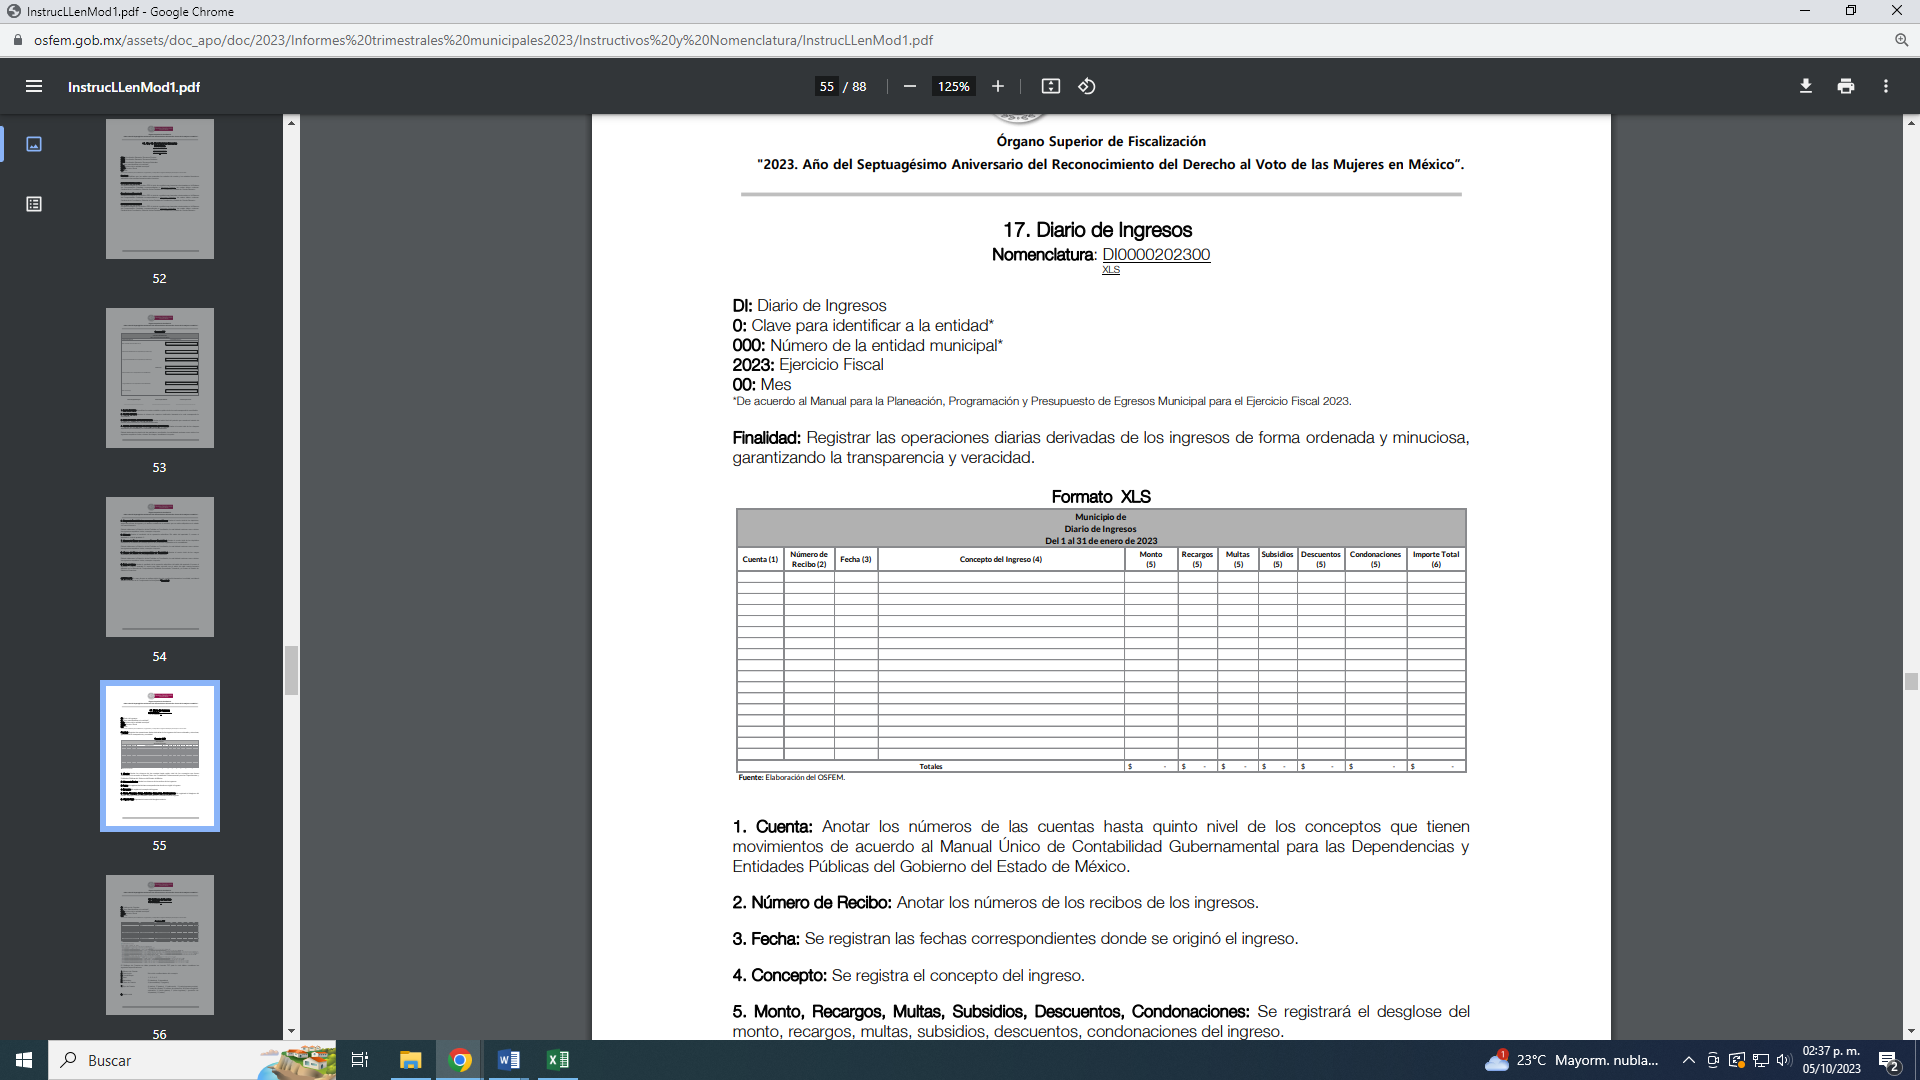 InstrucLLenMod1.pdf - Google Chrome
osfem.gob.mx/assets/doc_apo/doc/2023/Informes%20trimestrales%20municipales2023/Instructivos%20y%20Nomenclatura/InstrucLLenMod1.pdf
InstrucLLenMod1.pdf
55 / 88
125%
52
53
54
55
56
Órgano Superior de Fiscalización
"2023. Año del Septuagésimo Aniversario del Reconocimiento del Derecho al Voto de las Mujeres en México”.
17. Diario de Ingresos
Nomenclatura: DI0000202300
XLS
DI: Diario de Ingresos
0: Clave para identificar a la entidad*
000: Número de la entidad municipal*
2023: Ejercicio Fiscal
00: Mes
*De acuerdo al Manual para la Planeación, Programación y Presupuesto de Egresos Municipal para el Ejercicio Fiscal 2023.
Finalidad: Registrar las operaciones diarias derivadas de los ingresos de forma ordenada y minuciosa,
garantizando la transparencia y veracidad.
Formato XLS
Municipio de
Diario de Ingresos
Del 1 al 31 de enero de 2023
Cuenta (1) Número de Recibo (2) Fecha (3) Concepto del Ingreso (4) Monto (5) Recargos (5) Multas (5) Subsidios (5) Descuentos (5) Condonaciones (5) Importe Total (6)
Totales $ - $ - $ - $ - $ - $ - $ -
Fuente: Elaboración del OSFEM.
1. Cuenta: Anotar los números de las cuentas hasta quinto nivel de los conceptos que tienen
movimientos de acuerdo al Manual Único de Contabilidad Gubernamental para las Dependencias y
Entidades Públicas del Gobierno del Estado de México.
2. Número de Recibo: Anotar los números de los recibos de los ingresos.
3. Fecha: Se registran las fechas correspondientes donde se originó el ingreso.
4. Concepto: Se registra el concepto del ingreso.
5. Monto, Recargos, Multas, Subsidios, Descuentos, Condonaciones: Se registrará el desglose del
monto, recargos, multas, subsidios, descuentos, condonaciones del ingreso.
Buscar
1
23°C Mayorm. nubla...
02:37 p. m.
05/10/2023
2